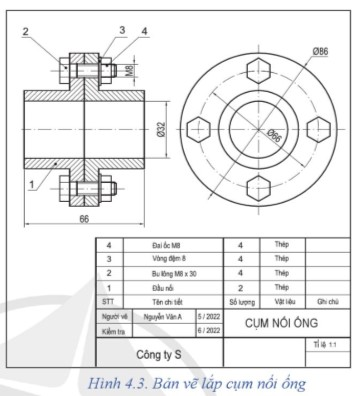 2 3 4
M8
Ø32
1
66
Ø86
Ø66
4 Đai ốc M8 4 Thép
3 Vòng đệm 8 4 Thép
2 Bu lông M8 x 30 4 Thép
1 Đầu nối 2 Thép
STT Tên chi tiết Số lượng Vật liệu Ghi chú
Người vẽ Nguyễn Văn A 5 / 2022
Kiểm tra 6 / 2022
CỤM NỐI ỐNG
Công ty S
Tỉ lệ 1:1
Hình 4.3. Bản vẽ lắp cụm nối ống